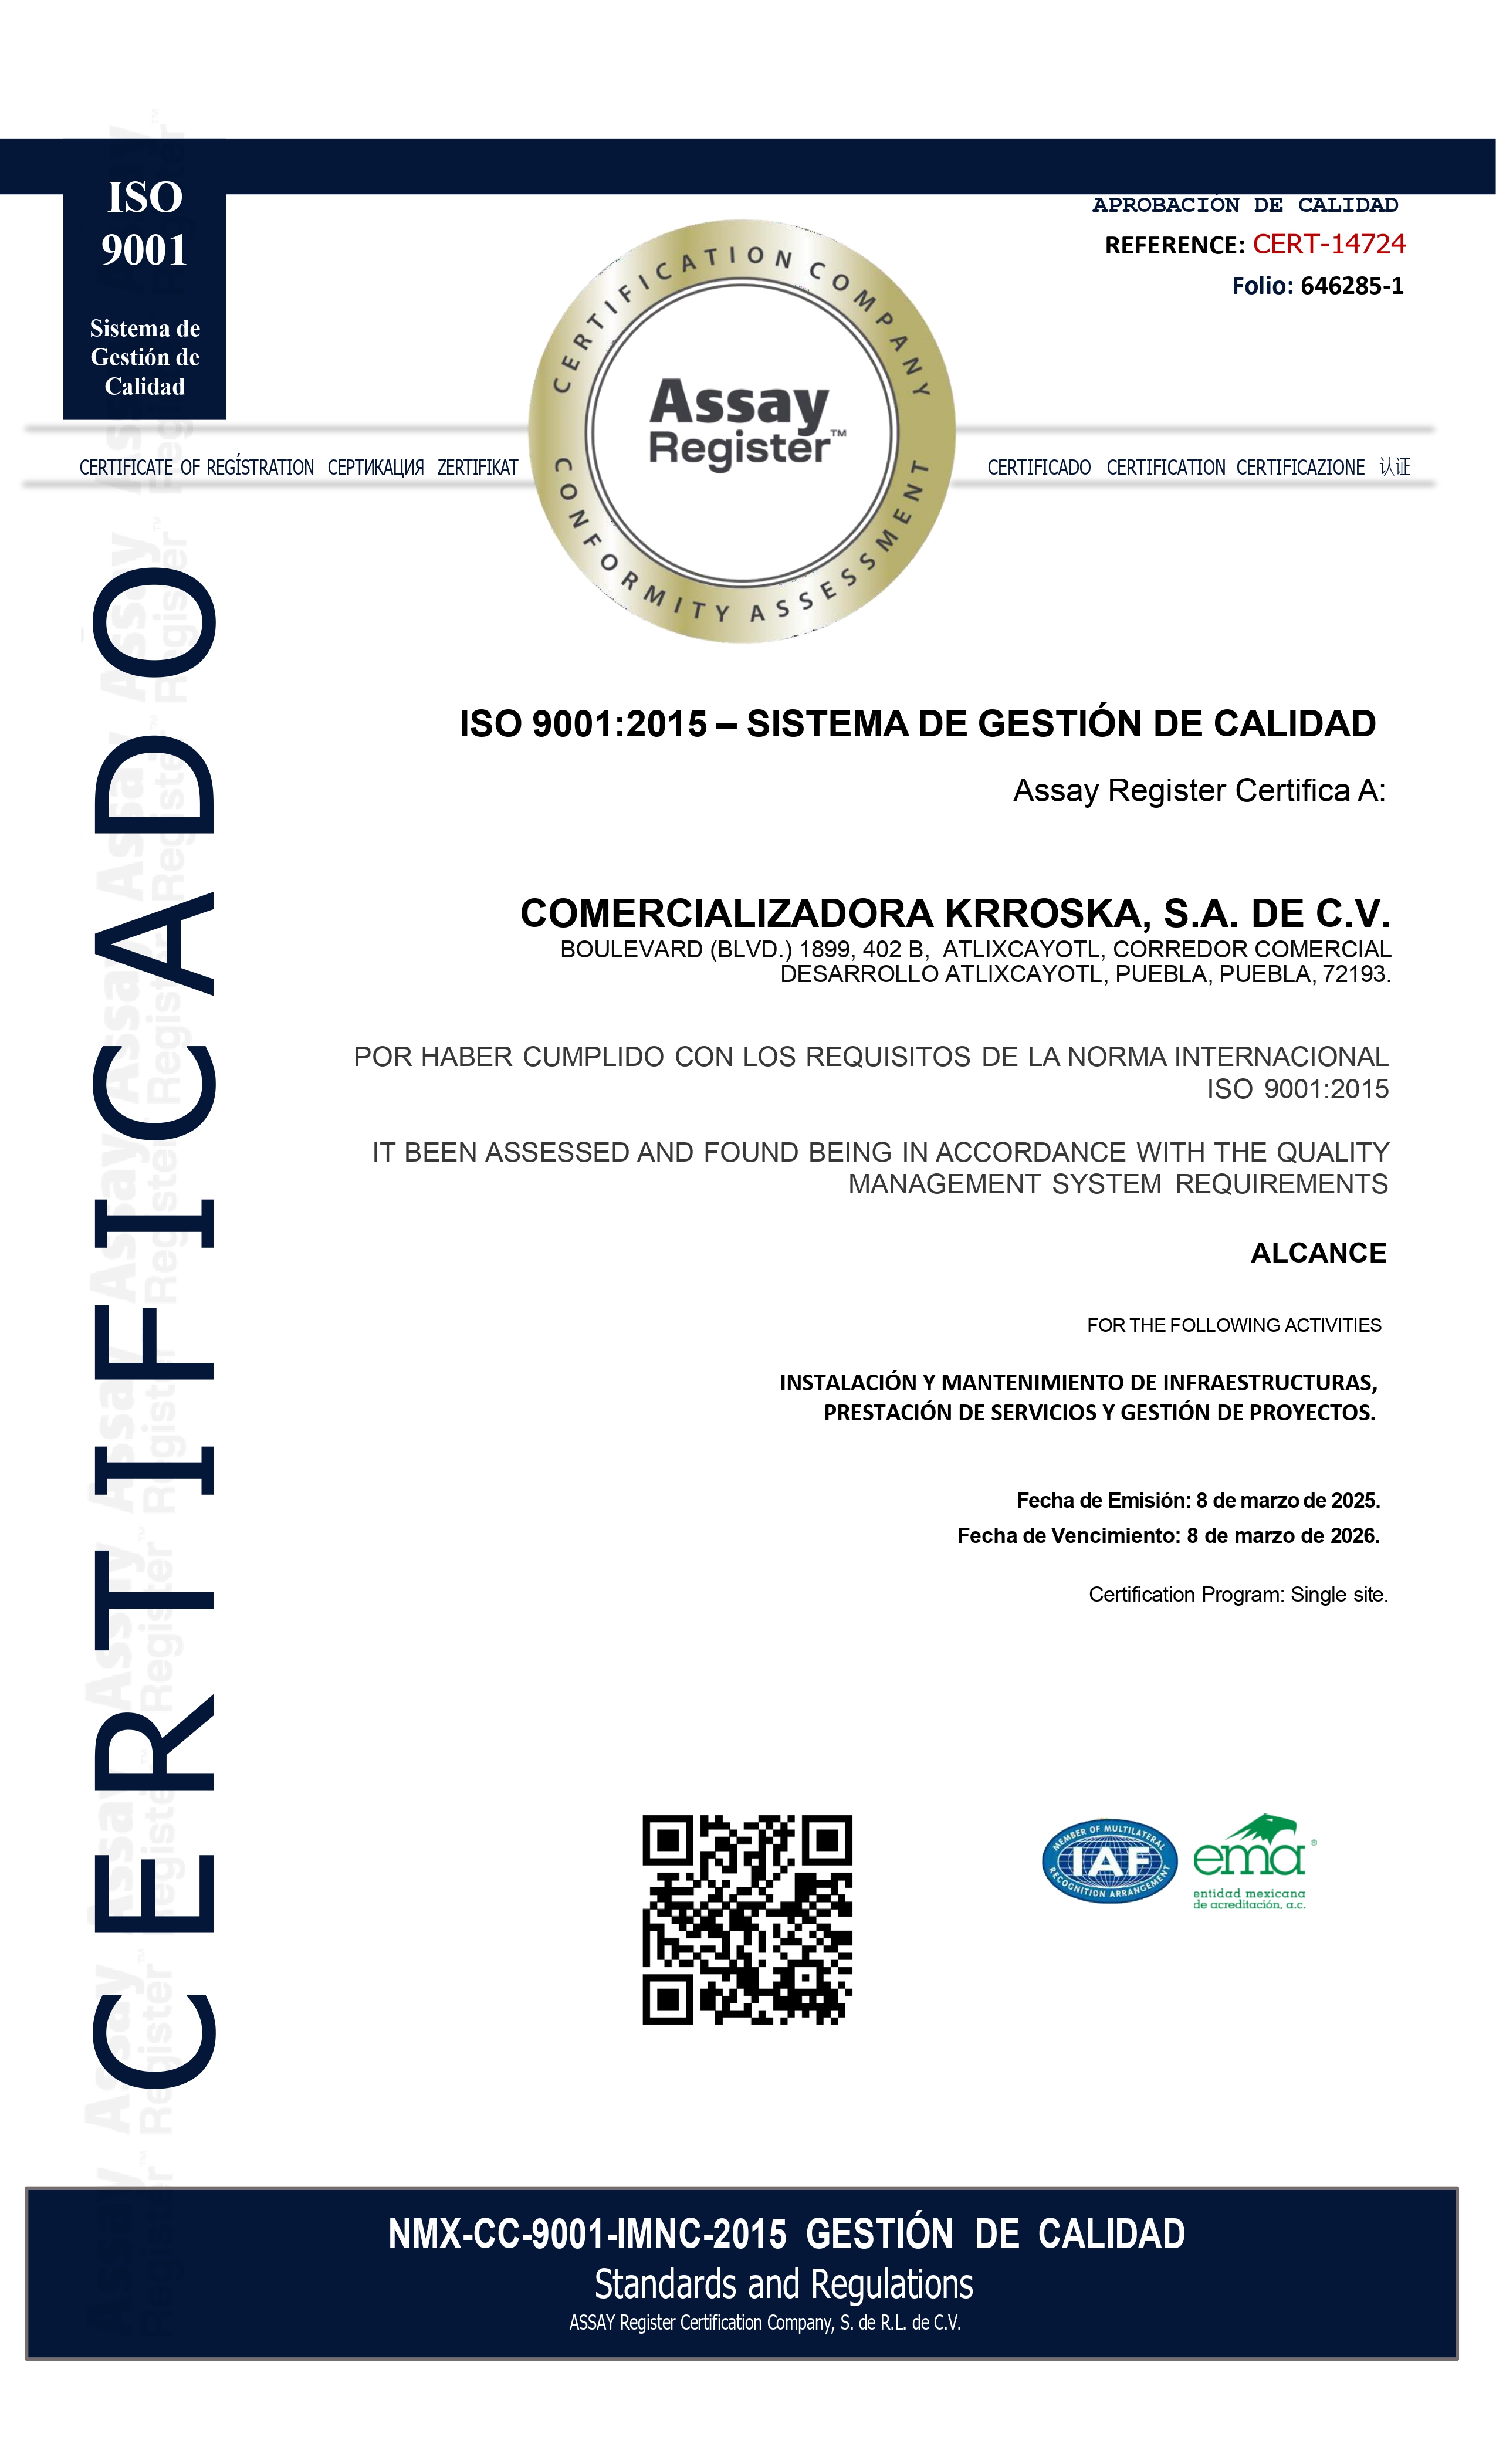 ISO
9001
Sistema de
Gestión de
Calidad
APROBACIÓN DE CALIDAD
REFERENCE: CERT-14724
Folio: 646285-1
CERTIFICATION COMPANY
Assay
Register™
CONFORMITY ASSESSMENT
CERTIFICATE OF REGÍSTRATION СЕРТИКАЦИЯ ZERTIFIKAT
CERTIFICADO CERTIFICATION CERTIFICAZIONE 认证
CERTIFICADO
ISO 9001:2015 – SISTEMA DE GESTIÓN DE CALIDAD
Assay Register Certifica A:
COMERCIALIZADORA KRROSKA, S.A. DE C.V.
BOULEVARD (BLVD.) 1899, 402 B, ATLIXCAYOTL, CORREDOR COMERCIAL
DESARROLLO ATLIXCAYOTL, PUEBLA, PUEBLA, 72193.
POR HABER CUMPLIDO CON LOS REQUISITOS DE LA NORMA INTERNACIONAL
ISO 9001:2015
IT BEEN ASSESSED AND FOUND BEING IN ACCORDANCE WITH THE QUALITY
MANAGEMENT SYSTEM REQUIREMENTS
ALCANCE
FOR THE FOLLOWING ACTIVITIES
INSTALACIÓN Y MANTENIMIENTO DE INFRAESTRUCTURAS,
PRESTACIÓN DE SERVICIOS Y GESTIÓN DE PROYECTOS.
Fecha de Emisión: 8 de marzo de 2025.
Fecha de Vencimiento: 8 de marzo de 2026.
Certification Program: Single site.
MEMBER OF MULTILATERAL
IAF
RECOGNITION ARRANGEMENT
ema®
entidad mexicana
de acreditación, a.c.
NMX-CC-9001-IMNC-2015 GESTIÓN DE CALIDAD
Standards and Regulations
ASSAY Register Certification Company, S. de R.L. de C.V.